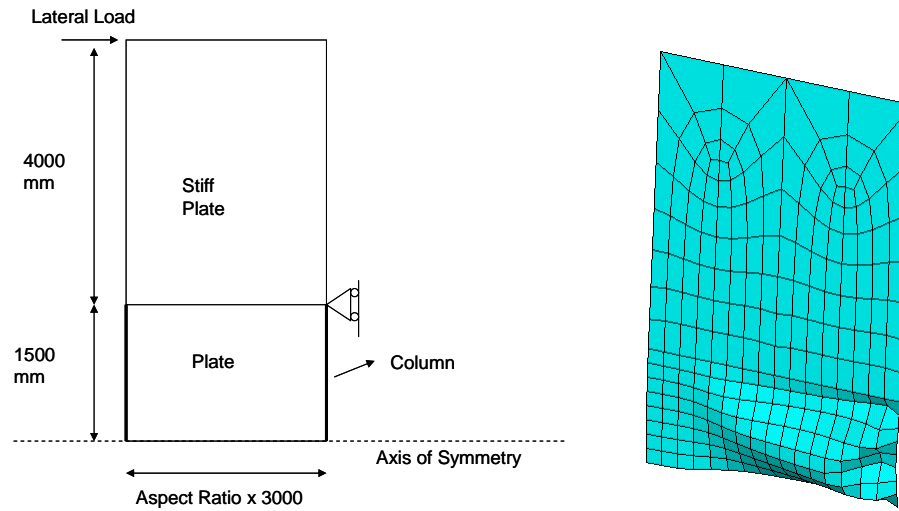 Lateral Load
4000
mm
Stiff
Plate
1500
mm
Plate
Column
Axis of Symmetry
Aspect Ratio x 3000